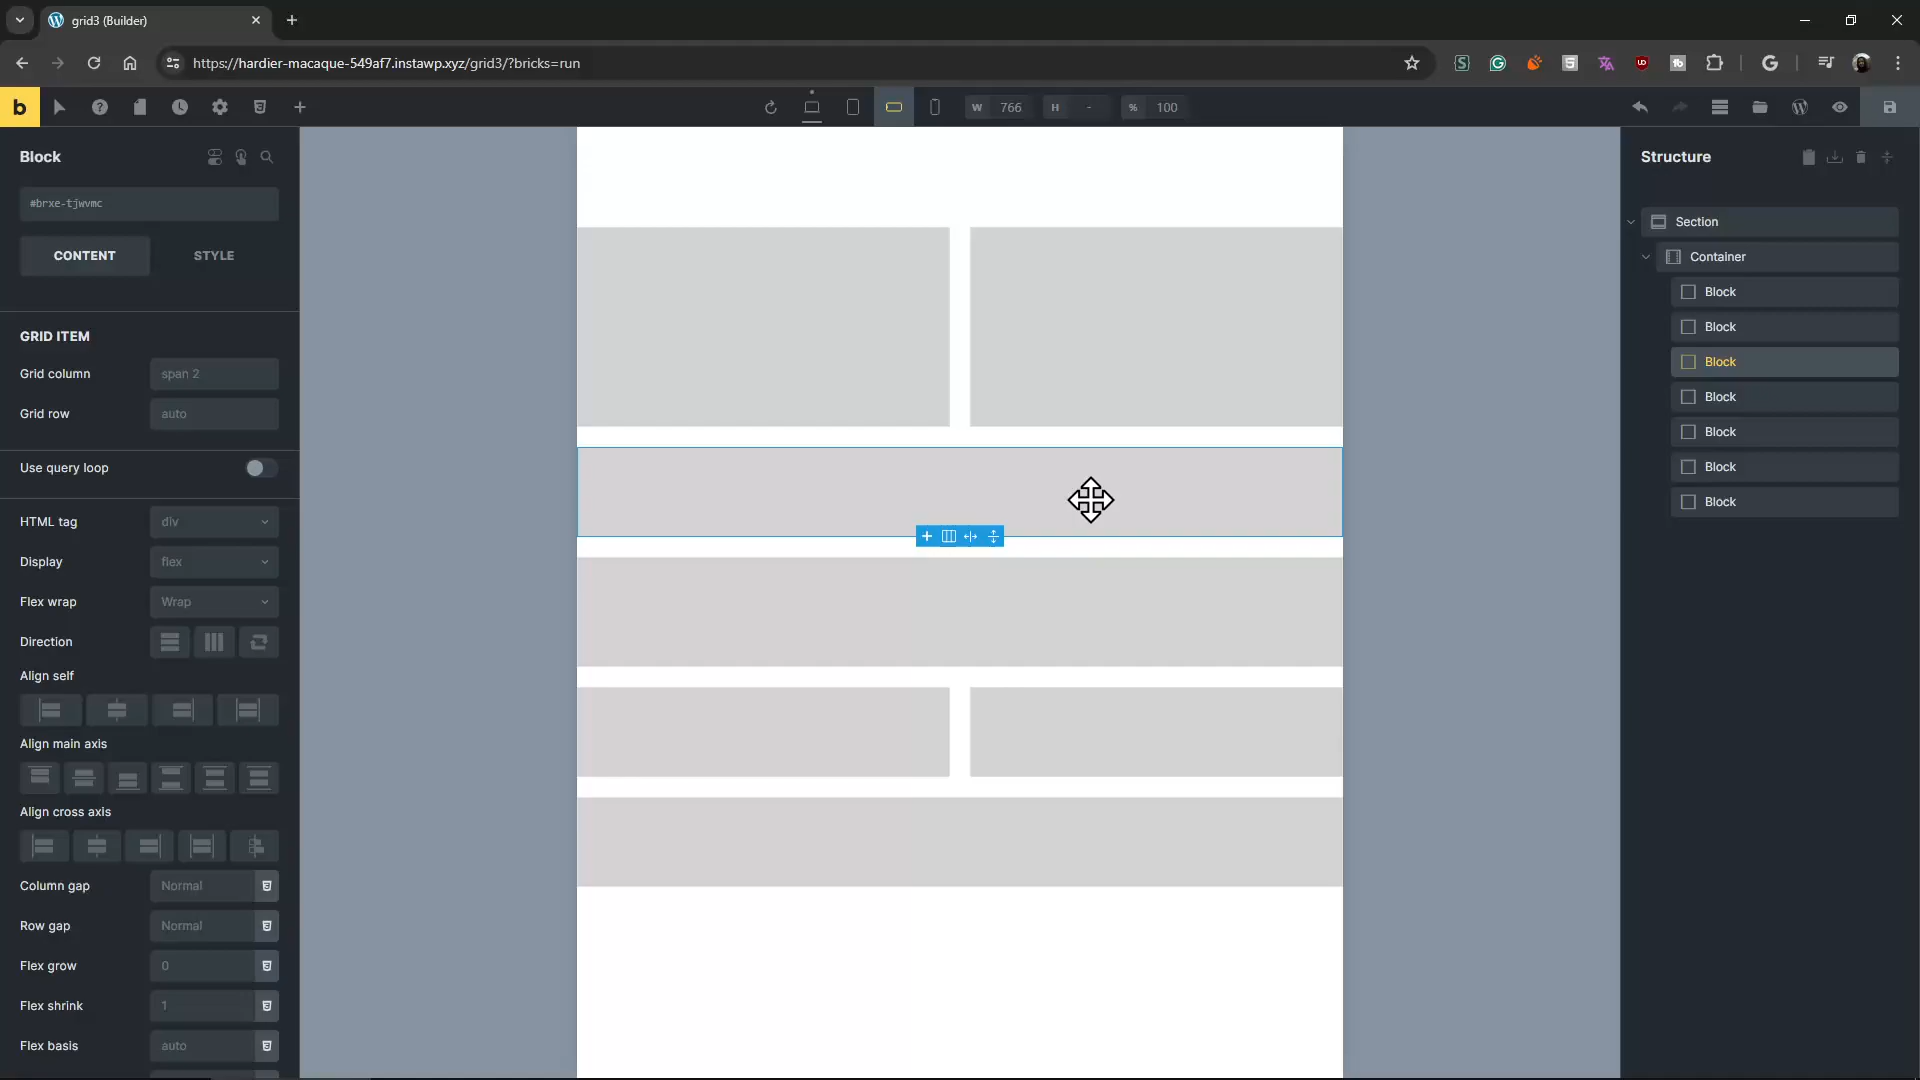 grid3 (Builder)
https://hardier-macaque-549af7.instawp.xyz/grid3/?bricks=run
b
W 766 H - % 100
Block
#brxe-tjwvmc
CONTENT STYLE
GRID ITEM
Grid column span 2
Grid row auto
Use query loop
HTML tag div
Display flex
Flex wrap Wrap
Direction
Align self
Align main axis
Align cross axis
Column gap Normal
Row gap Normal
Flex grow 0
Flex shrink 1
Flex basis auto
Structure
Section
Container
Block
Block
Block
Block
Block
Block
Block